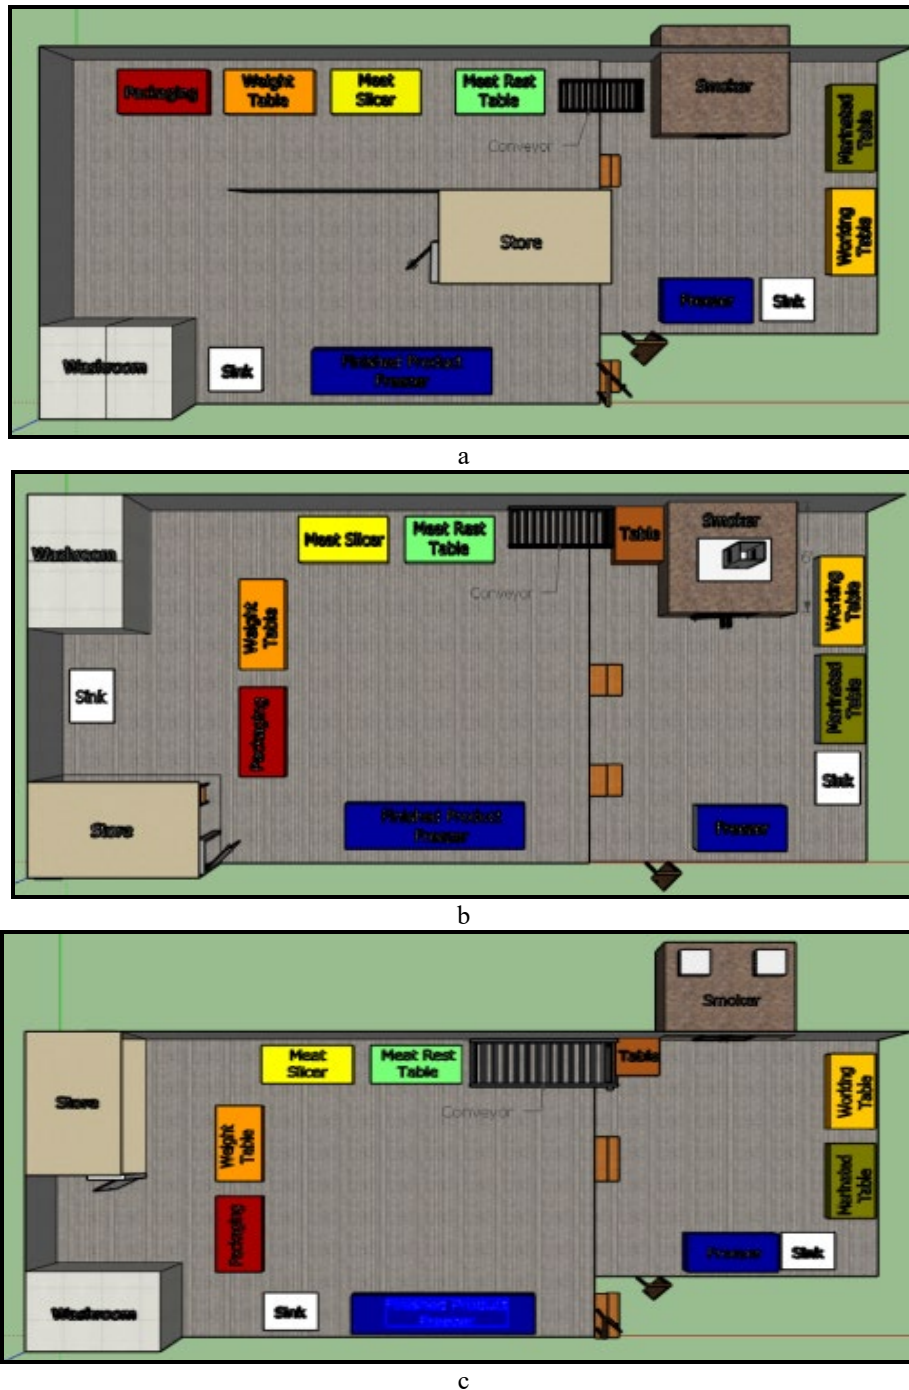 Packaging
Weight
Table
Meat
Slicer
Meat Rest
Table
Conveyor
Smoker
Marinated
Table
Working
Table
Store
Freezer
Sink
Washroom
Sink
Finished Product
Freezer
a
Washroom
Meat Slicer
Meat Rest
Table
Conveyor
Table
Smoker
6'
Working
Table
Weight
Table
Marinated
Table
Sink
Packaging
Sink
Store
Finished Product
Freezer
Freezer
b
Smoker
Store
Meat
Slicer
Meat Rest
Table
Table
Conveyor
Working
Table
Weight
Table
Marinated
Table
Packaging
Freezer
Sink
Washroom
Sink
Finished Product
Freezer
c